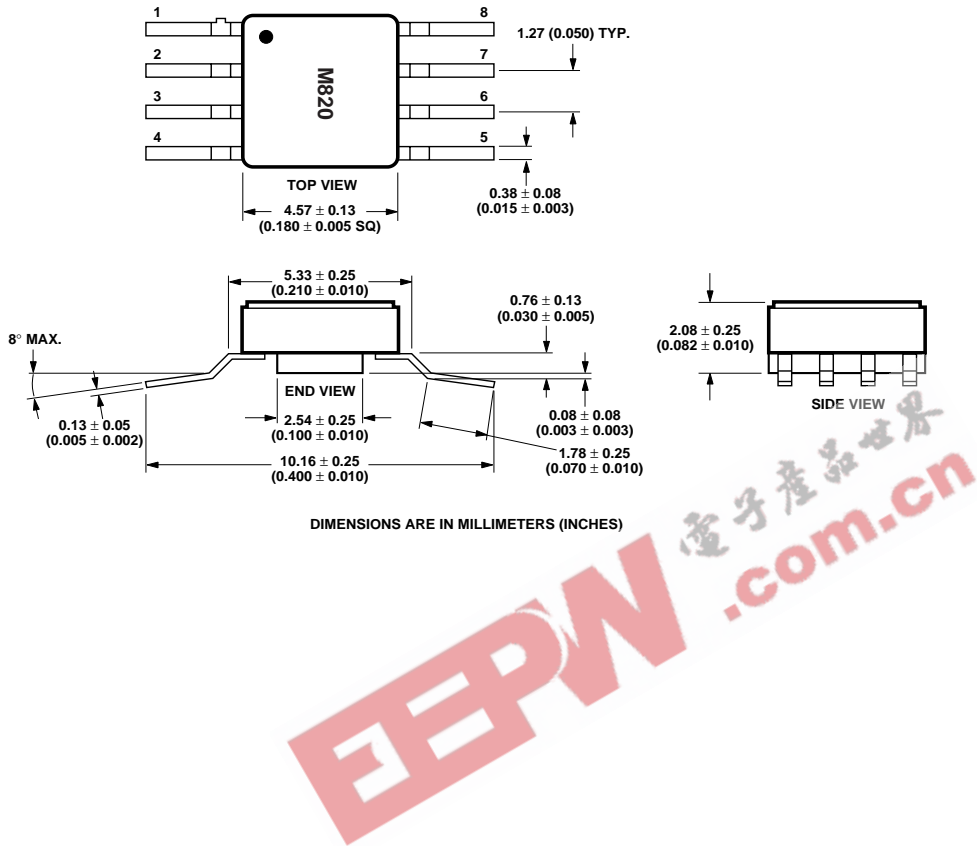 1
8
2
7
3
6
4
5
M820
1.27 (0.050) TYP.
TOP VIEW
4.57 ± 0.13
(0.180 ± 0.005 SQ)
0.38 ± 0.08
(0.015 ± 0.003)
5.33 ± 0.25
(0.210 ± 0.010)
0.76 ± 0.13
(0.030 ± 0.005)
8° MAX.
END VIEW
0.13 ± 0.05
(0.005 ± 0.002)
2.54 ± 0.25
(0.100 ± 0.010)
0.08 ± 0.08
(0.003 ± 0.003)
10.16 ± 0.25
(0.400 ± 0.010)
1.78 ± 0.25
(0.070 ± 0.010)
2.08 ± 0.25
(0.082 ± 0.010)
SIDE VIEW
DIMENSIONS ARE IN MILLIMETERS (INCHES)
EEPW
電子產品世界
.com.cn